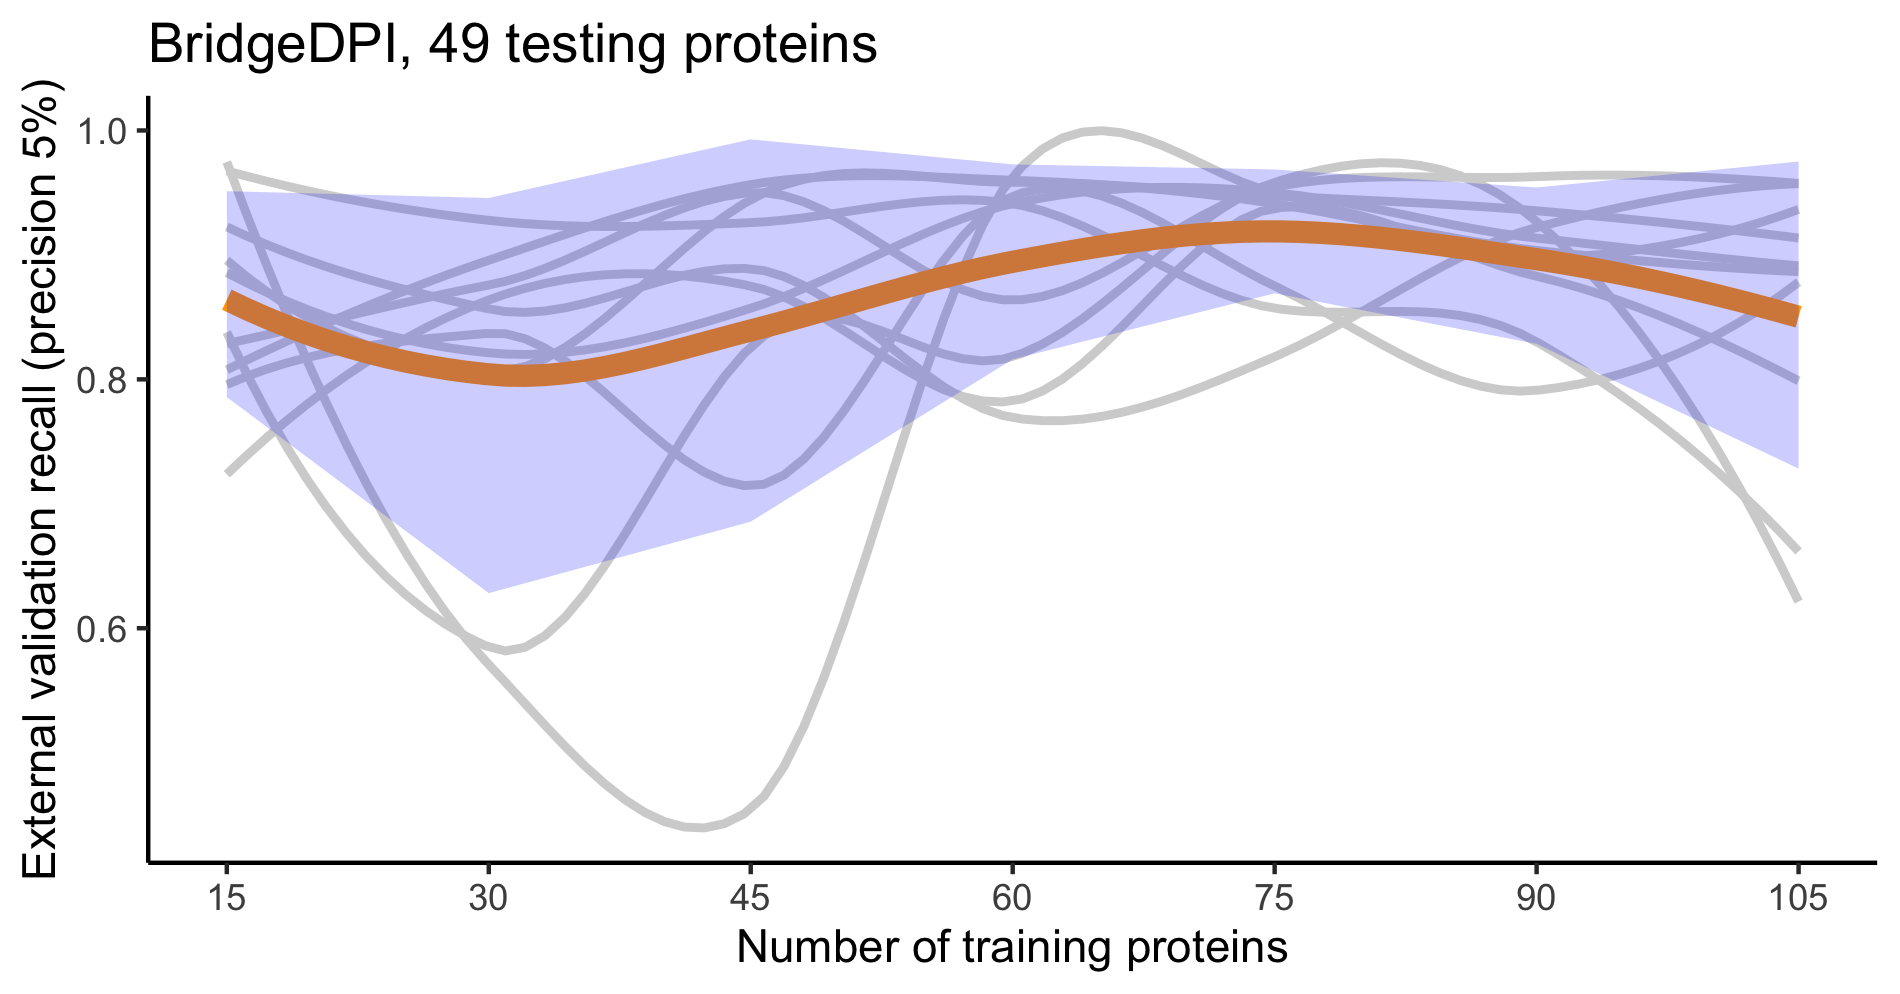 BridgeDPI, 49 testing proteins
External validation recall (precision 5%)
1.0
0.8
0.6
15 30 45 60 75 90 105
Number of training proteins